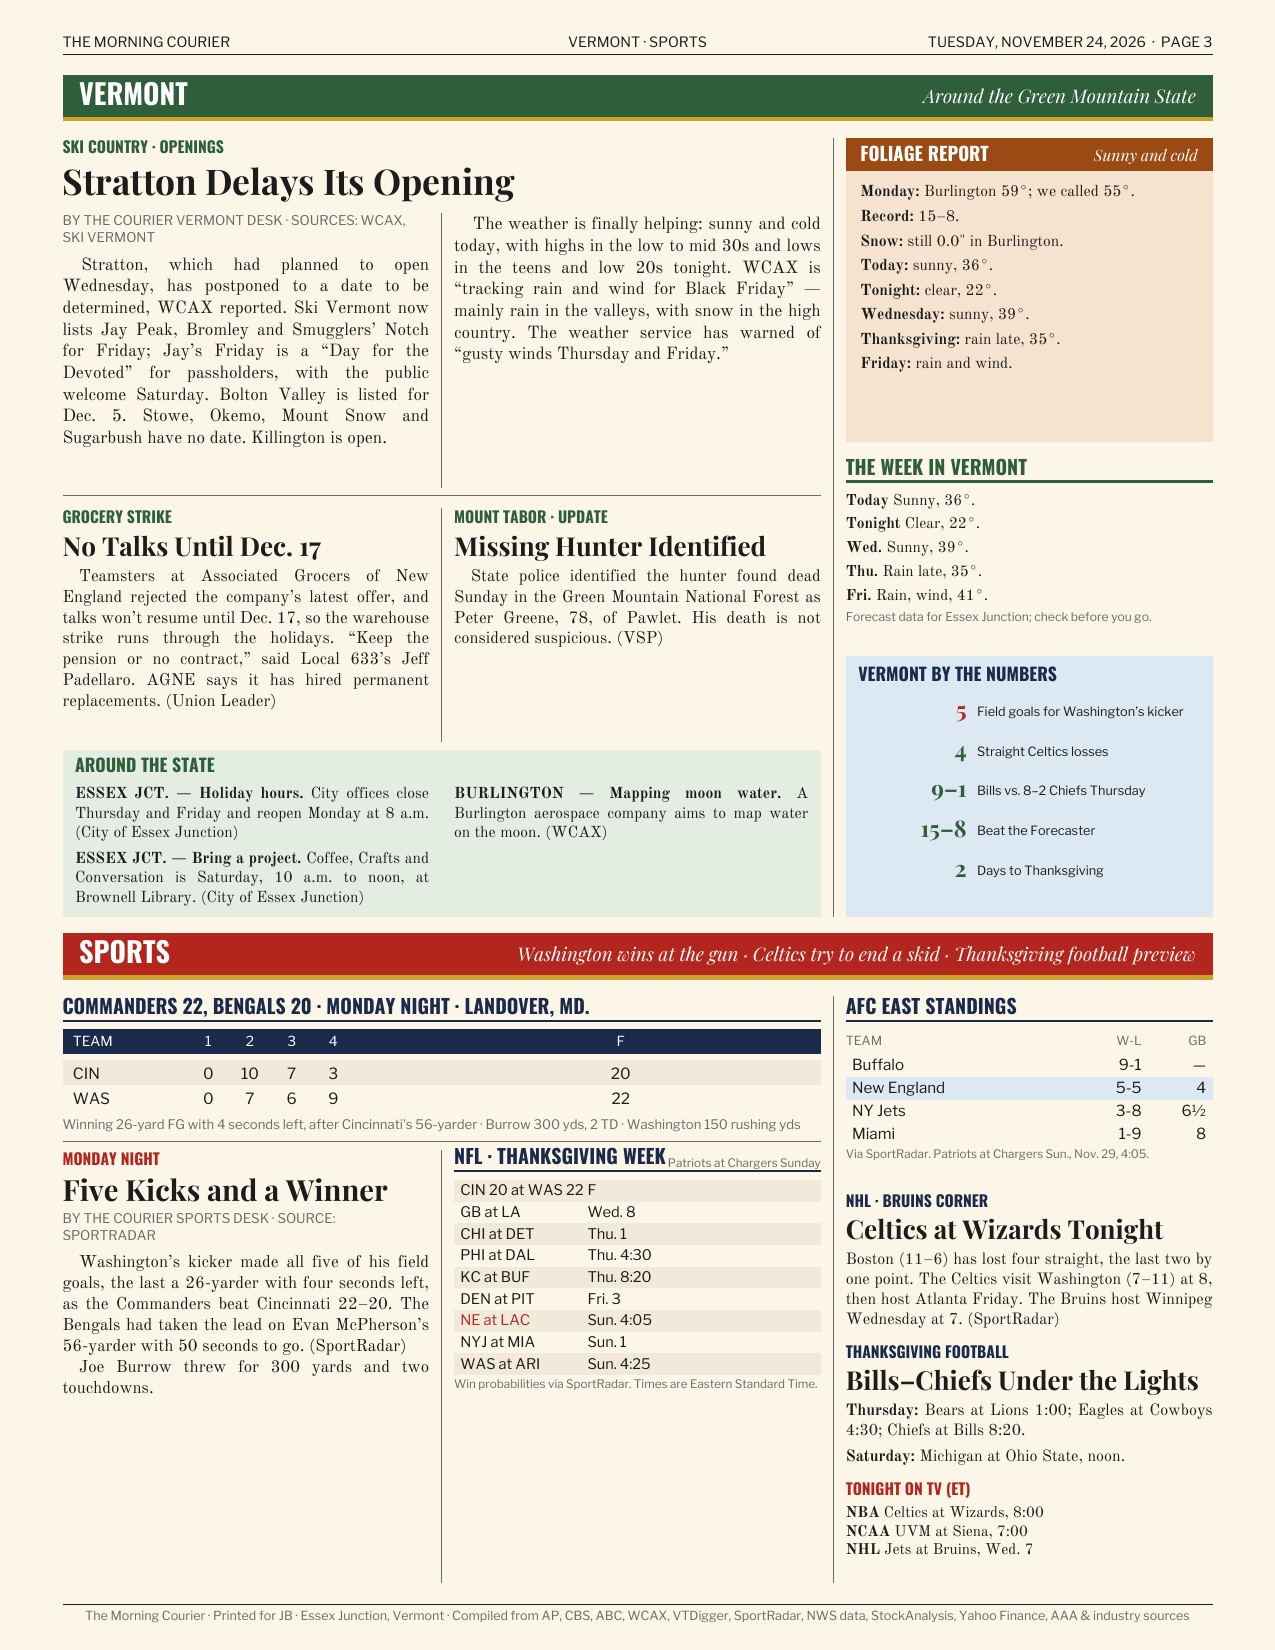 THE MORNING COURIER
VERMONT · SPORTS
TUESDAY, NOVEMBER 24, 2026 · PAGE 3
VERMONT
Around the Green Mountain State
SKI COUNTRY · OPENINGS
Stratton Delays Its Opening
BY THE COURIER VERMONT DESK · SOURCES: WCAX,
SKI VERMONT
Stratton, which had planned to open
Wednesday, has postponed to a date to be
determined, WCAX reported. Ski Vermont now
lists Jay Peak, Bromley and Smugglers’ Notch
for Friday; Jay’s Friday is a “Day for the
Devoted” for passholders, with the public
welcome Saturday. Bolton Valley is listed for
Dec. 5. Stowe, Okemo, Mount Snow and
Sugarbush have no date. Killington is open.
The weather is finally helping: sunny and cold
today, with highs in the low to mid 30s and lows
in the teens and low 20s tonight. WCAX is
“tracking rain and wind for Black Friday” —
mainly rain in the valleys, with snow in the high
country. The weather service has warned of
“gusty winds Thursday and Friday.”
FOLIAGE REPORT
Sunny and cold
Monday: Burlington 59°; we called 55°.
Record: 15–8.
Snow: still 0.0" in Burlington.
Today: sunny, 36°.
Tonight: clear, 22°.
Wednesday: sunny, 39°.
Thanksgiving: rain late, 35°.
Friday: rain and wind.
THE WEEK IN VERMONT
Today Sunny, 36°.
Tonight Clear, 22°.
Wed. Sunny, 39°.
Thu. Rain late, 35°.
Fri. Rain, wind, 41°.
Forecast data for Essex Junction; check before you go.
GROCERY STRIKE
No Talks Until Dec. 17
Teamsters at Associated Grocers of New
England rejected the company’s latest offer, and
talks won’t resume until Dec. 17, so the warehouse
strike runs through the holidays. “Keep the
pension or no contract,” said Local 633’s Jeff
Padellaro. AGNE says it has hired permanent
replacements. (Union Leader)
MOUNT TABOR · UPDATE
Missing Hunter Identified
State police identified the hunter found dead
Sunday in the Green Mountain National Forest as
Peter Greene, 78, of Pawlet. His death is not
considered suspicious. (VSP)
VERMONT BY THE NUMBERS
5 Field goals for Washington’s kicker
4 Straight Celtics losses
9–1 Bills vs. 8–2 Chiefs Thursday
15–8 Beat the Forecaster
2 Days to Thanksgiving
AROUND THE STATE
ESSEX JCT. — Holiday hours. City offices close
Thursday and Friday and reopen Monday at 8 a.m.
(City of Essex Junction)
ESSEX JCT. — Bring a project. Coffee, Crafts and
Conversation is Saturday, 10 a.m. to noon, at
Brownell Library. (City of Essex Junction)
BURLINGTON — Mapping moon water. A
Burlington aerospace company aims to map water
on the moon. (WCAX)
SPORTS
Washington wins at the gun · Celtics try to end a skid · Thanksgiving football preview
COMMANDERS 22, BENGALS 20 · MONDAY NIGHT · LANDOVER, MD.
TEAM 1 2 3 4 F
CIN 0 10 7 3 20
WAS 0 7 6 9 22
Winning 26-yard FG with 4 seconds left, after Cincinnati’s 56-yarder · Burrow 300 yds, 2 TD · Washington 150 rushing yds
MONDAY NIGHT
Five Kicks and a Winner
BY THE COURIER SPORTS DESK · SOURCE:
SPORTRADAR
Washington’s kicker made all five of his field
goals, the last a 26-yarder with four seconds left,
as the Commanders beat Cincinnati 22–20. The
Bengals had taken the lead on Evan McPherson’s
56-yarder with 50 seconds to go. (SportRadar)
Joe Burrow threw for 300 yards and two
touchdowns.
NFL · THANKSGIVING WEEK
Patriots at Chargers Sunday
CIN 20 at WAS 22 F
GB at LA Wed. 8
CHI at DET Thu. 1
PHI at DAL Thu. 4:30
KC at BUF Thu. 8:20
DEN at PIT Fri. 3
NE at LAC Sun. 4:05
NYJ at MIA Sun. 1
WAS at ARI Sun. 4:25
Win probabilities via SportRadar. Times are Eastern Standard Time.
AFC EAST STANDINGS
TEAM W-L GB
Buffalo 9-1 —
New England 5-5 4
NY Jets 3-8 6½
Miami 1-9 8
Via SportRadar. Patriots at Chargers Sun., Nov. 29, 4:05.
NHL · BRUINS CORNER
Celtics at Wizards Tonight
Boston (11–6) has lost four straight, the last two by
one point. The Celtics visit Washington (7–11) at 8,
then host Atlanta Friday. The Bruins host Winnipeg
Wednesday at 7. (SportRadar)
THANKSGIVING FOOTBALL
Bills–Chiefs Under the Lights
Thursday: Bears at Lions 1:00; Eagles at Cowboys
4:30; Chiefs at Bills 8:20.
Saturday: Michigan at Ohio State, noon.
TONIGHT ON TV (ET)
NBA Celtics at Wizards, 8:00
NCAA UVM at Siena, 7:00
NHL Jets at Bruins, Wed. 7
The Morning Courier · Printed for JB · Essex Junction, Vermont · Compiled from AP, CBS, ABC, WCAX, VTDigger, SportRadar, NWS data, StockAnalysis, Yahoo Finance, AAA & industry sources